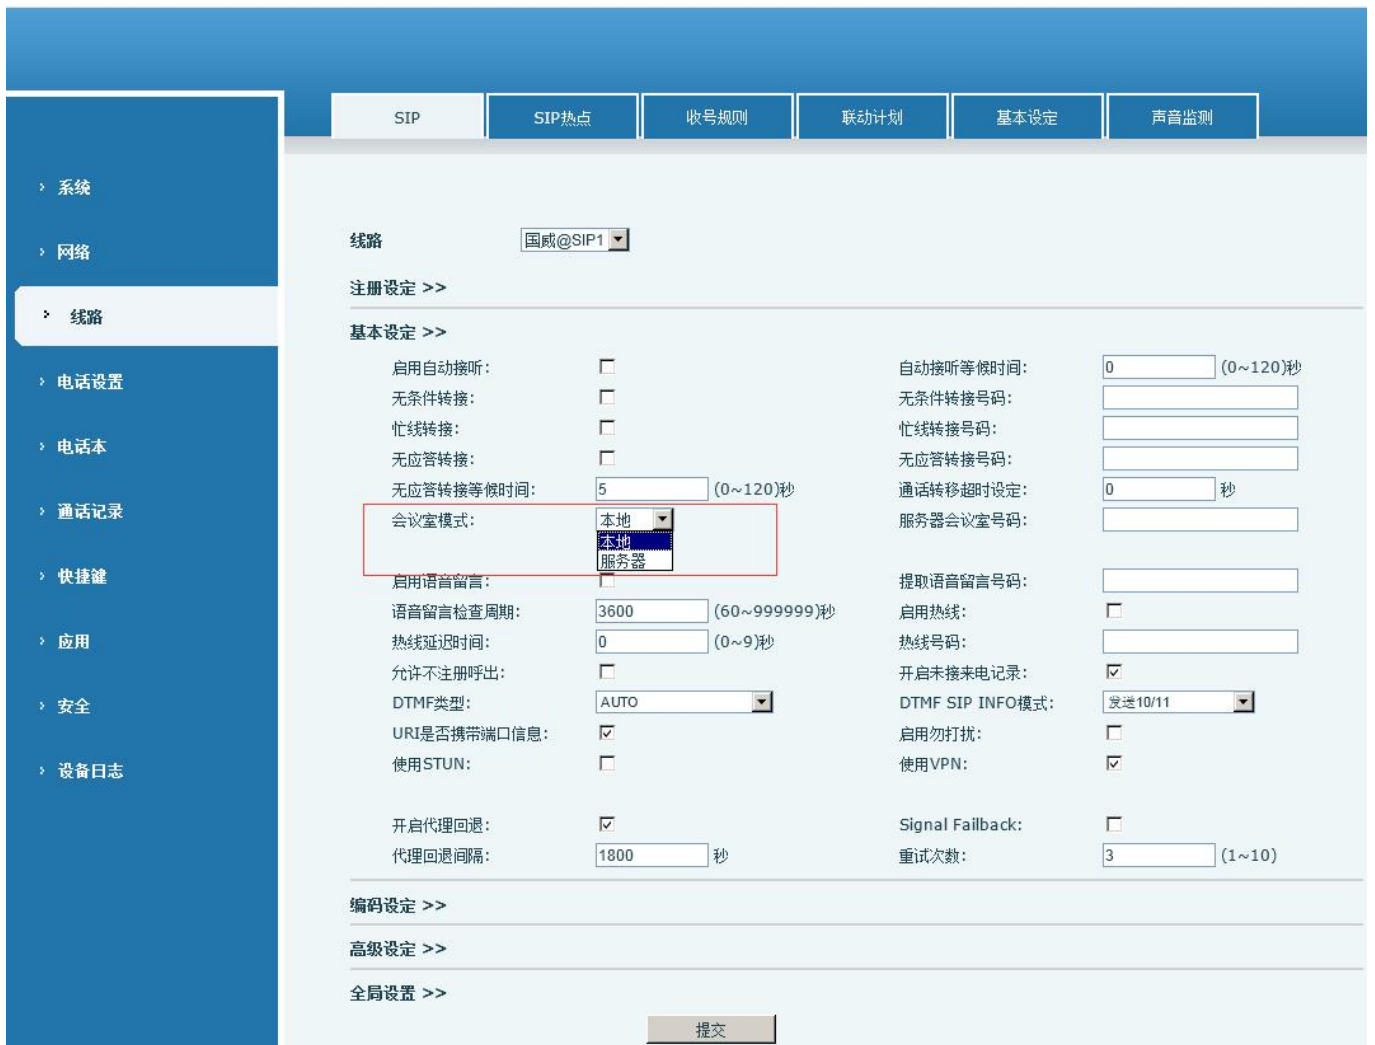 SIP
SIP热点
收号规则
联动计划
基本设定
声音监测
› 系统
› 网络
› 线路
› 电话设置
› 电话本
› 通话记录
› 快捷键
› 应用
› 安全
› 设备日志
线路 国威@SIP1
注册设定 >>
基本设定 >>
启用自动接听: 自动接听等候时间: 0 (0~120)秒
无条件转接: 无条件转接号码:
忙线转接: 忙线转接号码:
无应答转接: 无应答转接号码:
无应答转接等候时间: 5 (0~120)秒 通话转移超时设定: 0 秒
会议室模式: 本地 服务器会议室号码:
本地
服务器
启用语音留言: 提取语音留言号码:
语音留言检查周期: 3600 (60~999999)秒 启用热线:
热线延迟时间: 0 (0~9)秒 热线号码:
允许不注册呼出: 开启未接来电记录:
DTMF类型: AUTO DTMF SIP INFO模式: 发送10/11
URI是否携带端口信息: 启用勿打扰:
使用STUN: 使用VPN:
开启代理回退: Signal Failback:
代理回退间隔: 1800 秒 重试次数: 3 (1~10)
编码设定 >>
高级设定 >>
全局设置 >>
提交